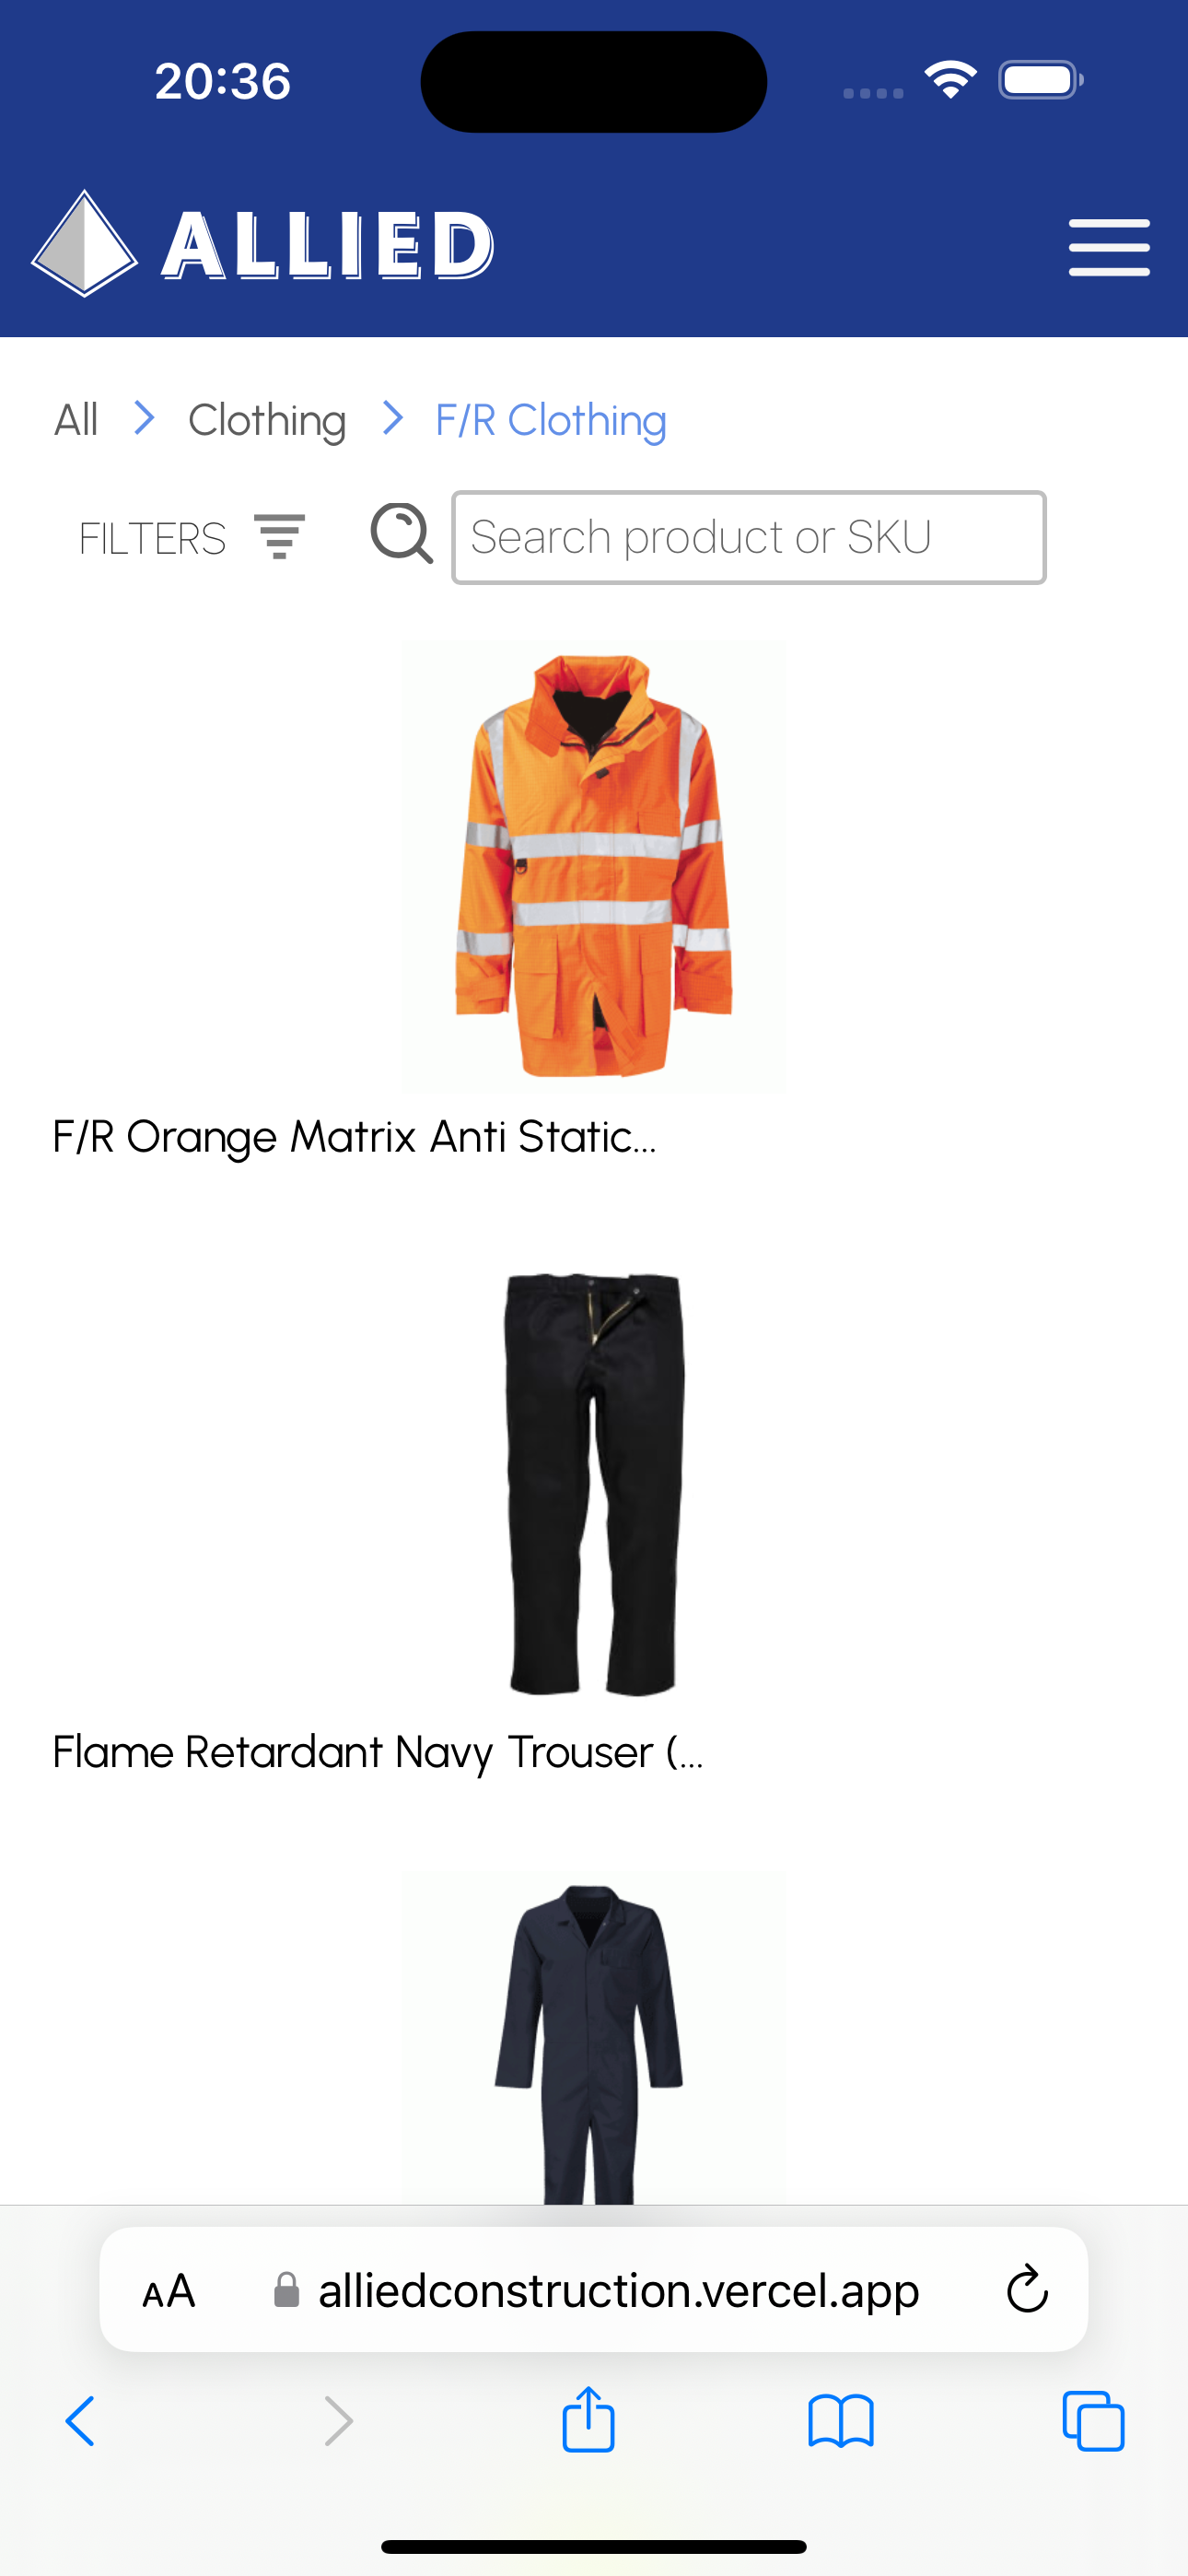 20:36
ALLIED
All > Clothing > F/R Clothing
FILTERS
Search product or SKU
F/R Orange Matrix Anti Static...
Flame Retardant Navy Trouser (...
AA alliedconstruction.vercel.app